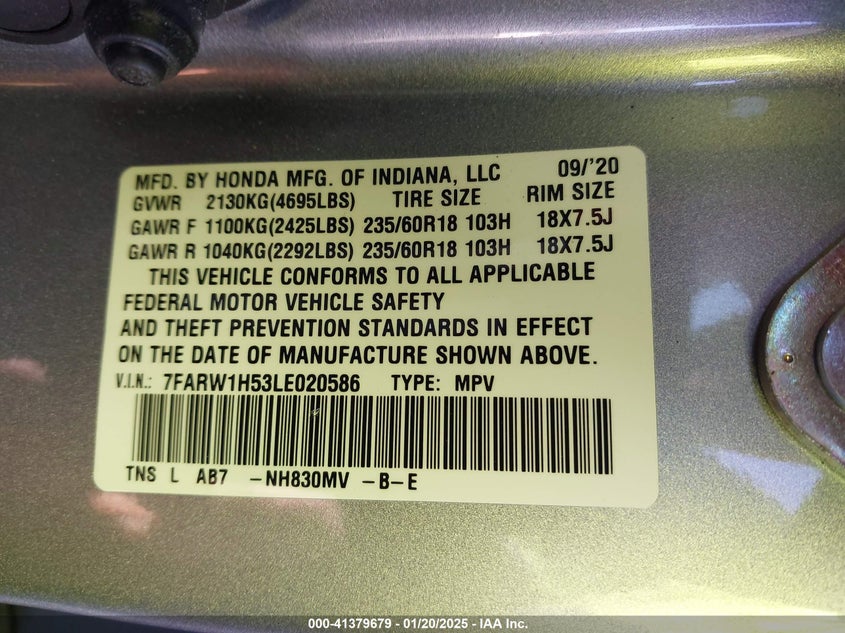 MFD. BY HONDA MFG. OF INDIANA, LLC 09/'20
GVWR 2130KG(4695LBS) TIRE SIZE RIM SIZE
GAWR F 1100KG(2425LBS) 235/60R18 103H 18X7.5J
GAWR R 1040KG(2292LBS) 235/60R18 103H 18X7.5J
THIS VEHICLE CONFORMS TO ALL APPLICABLE
FEDERAL MOTOR VEHICLE SAFETY
AND THEFT PREVENTION STANDARDS IN EFFECT
ON THE DATE OF MANUFACTURE SHOWN ABOVE.
V.I.N.: 7FARW1H53LE020586 TYPE: MPV
TNS L AB7 -NH830MV -B-E
000-41379679 - 01/20/2025 - IAA Inc.